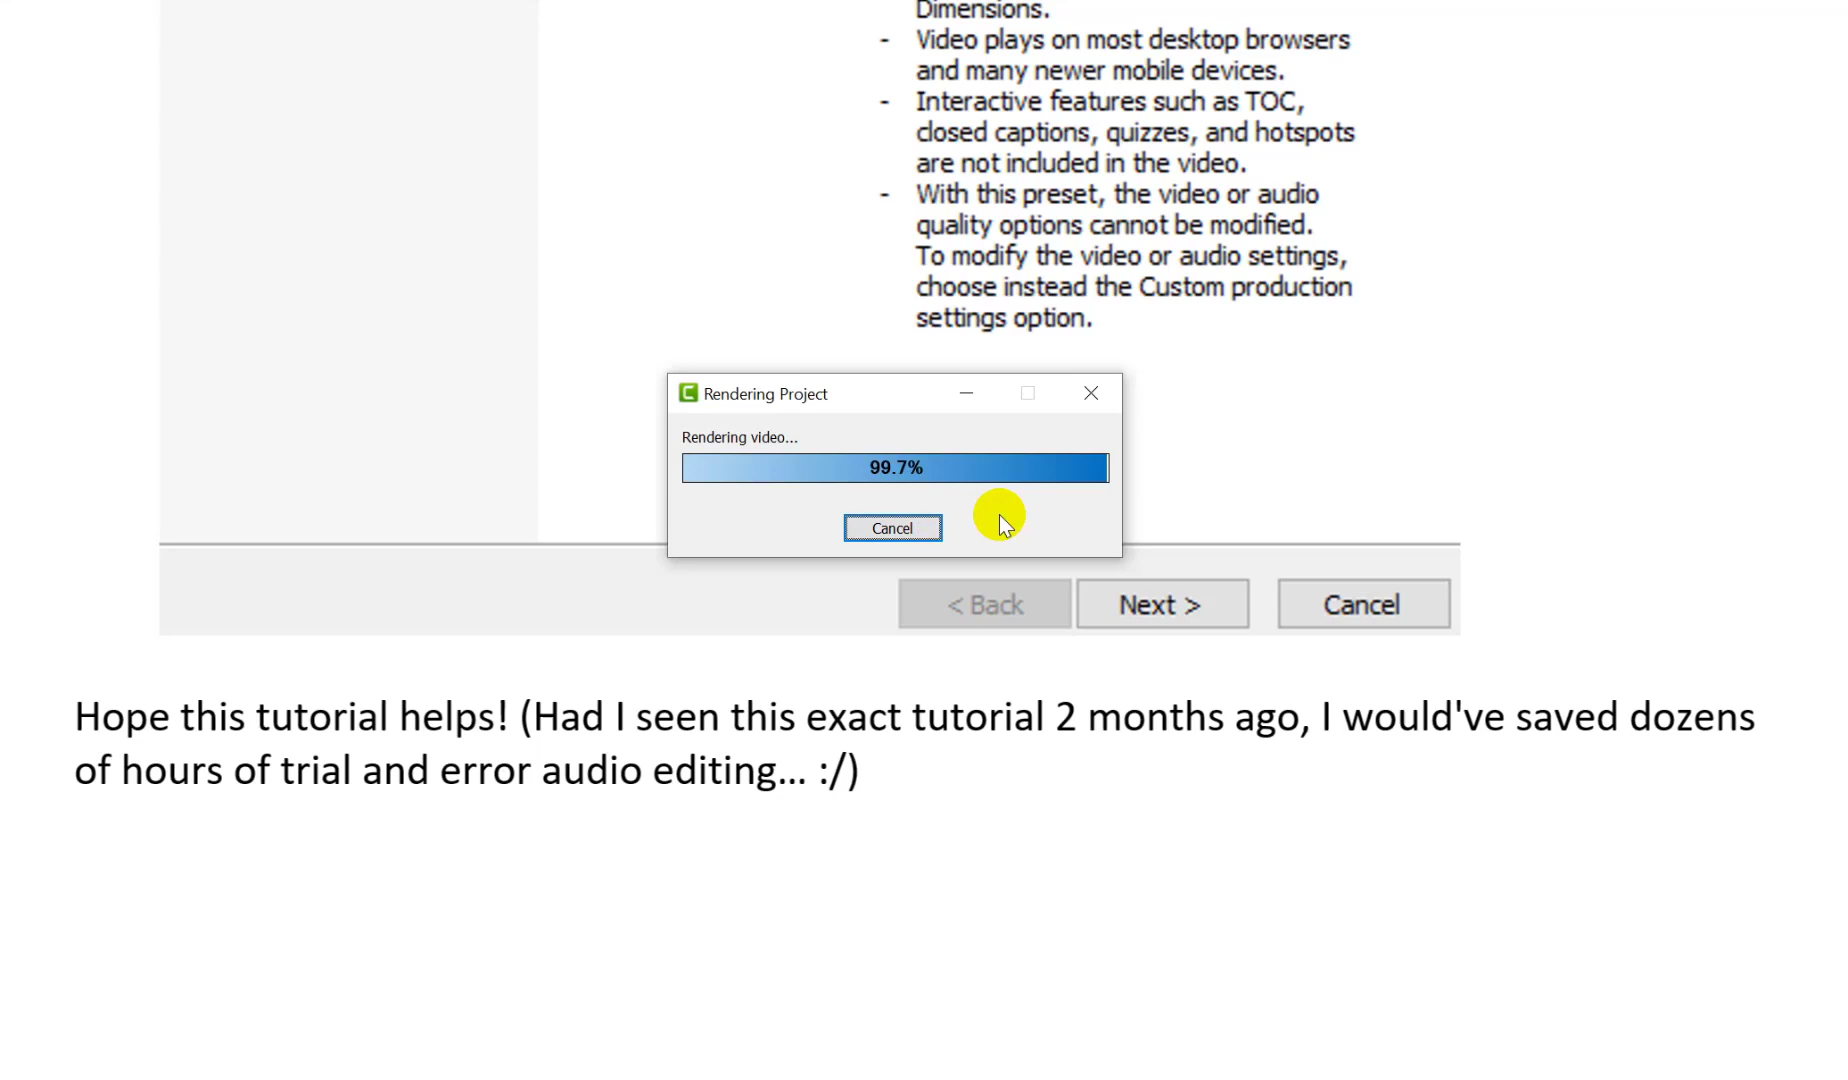 Dimensions.
- Video plays on most desktop browsers
and many newer mobile devices.
- Interactive features such as TOC,
closed captions, quizzes, and hotspots
are not included in the video.
- With this preset, the video or audio
quality options cannot be modified.
To modify the video or audio settings,
choose instead the Custom production
settings option.
Rendering Project
Rendering video...
99.7%
Cancel
< Back
Next >
Cancel
Hope this tutorial helps! (Had I seen this exact tutorial 2 months ago, I would've saved dozens
of hours of trial and error audio editing... :/)